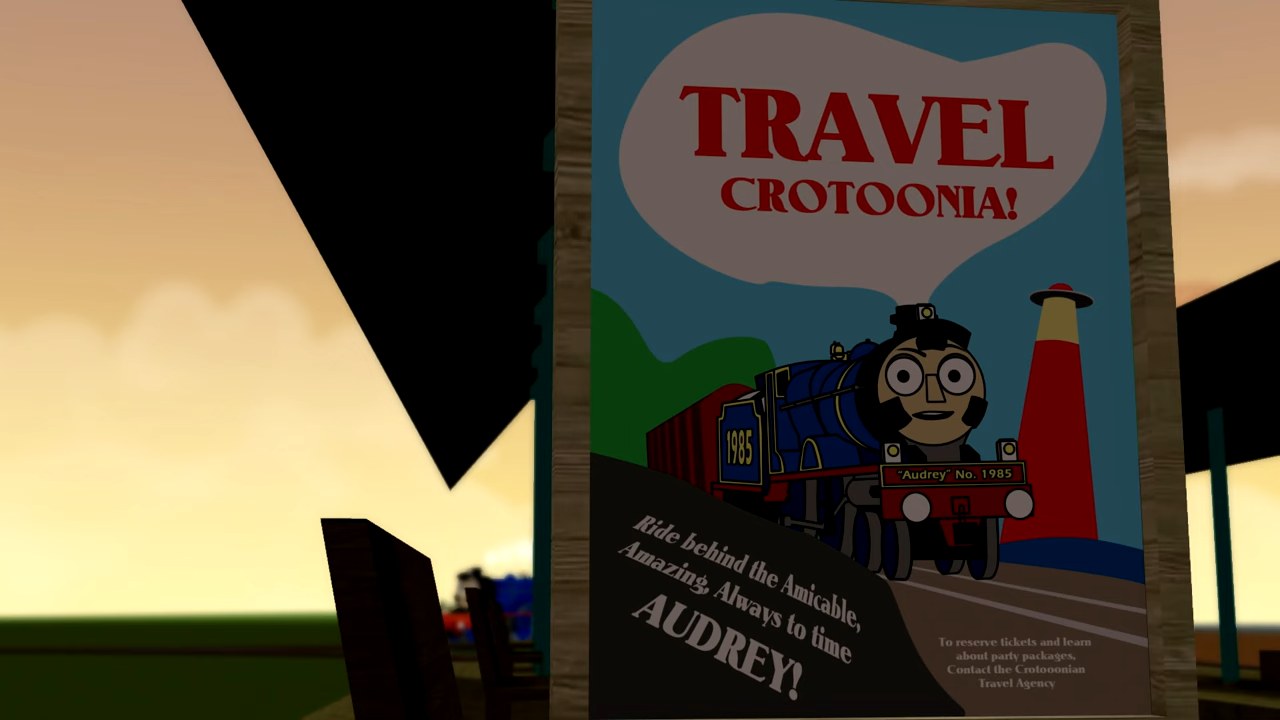 TRAVEL
CROTOONIA!
1985
"Audrey" No. 1985
Ride behind the Amicable,
Amazing, Always to time
AUDREY!
To reserve tickets and learn
about party packages,
Contact the Crotooonian
Travel Agency